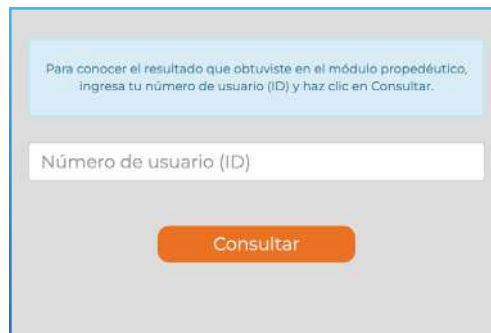 Para conocer el resultado que obtuviste en el módulo propedéutico,
ingresa tu número de usuario (ID) y haz clic en Consultar.
Número de usuario (ID)
Consultar